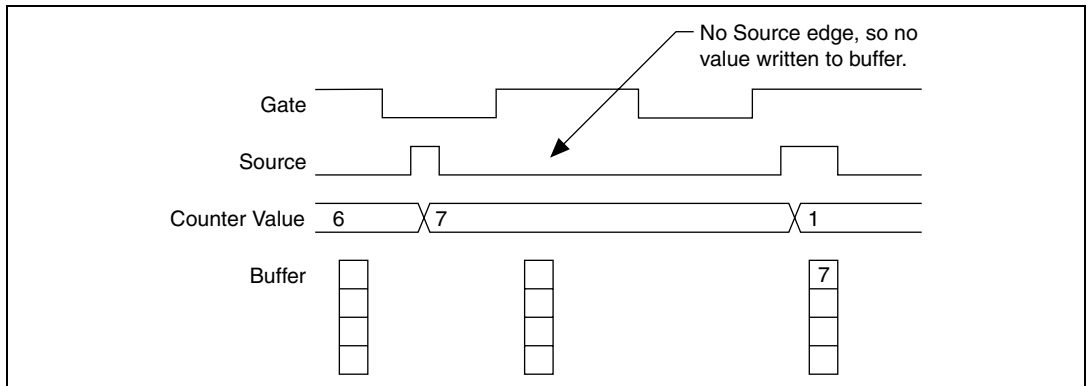 No Source edge, so no
value written to buffer.
Gate
Source
Counter Value 6 7 1
Buffer 7